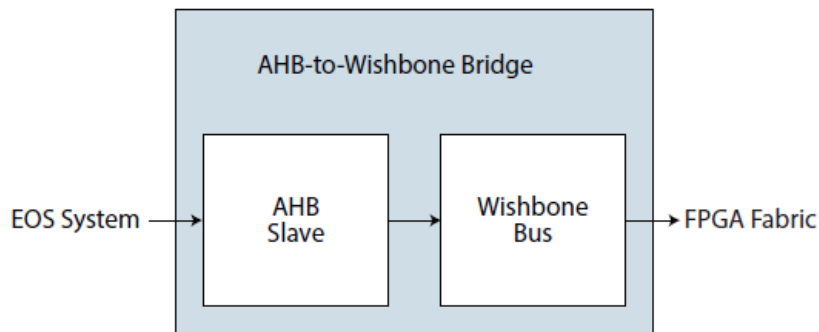 AHB-to-Wishbone Bridge
EOS System
AHB
Slave
Wishbone
Bus
FPGA Fabric